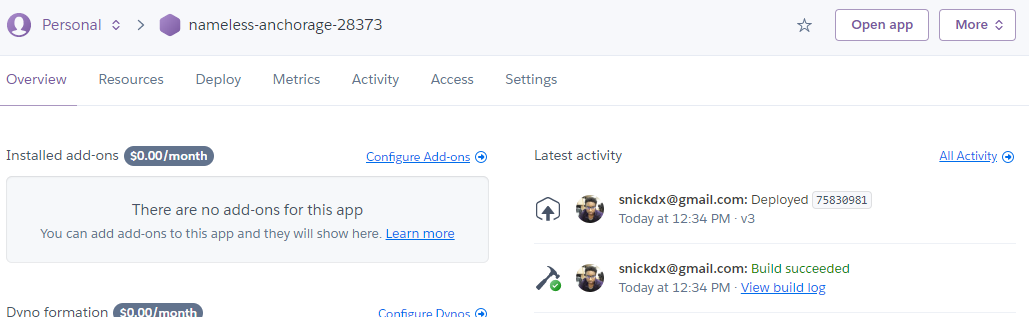 Personal
nameless-anchorage-28373
Open app
More
Overview
Resources
Deploy
Metrics
Activity
Access
Settings
Installed add-ons $0.00/month
Configure Add-ons
There are no add-ons for this app
You can add add-ons to this app and they will show here. Learn more
Dyno formation $0.00/month
Configure Dynos
Latest activity
All Activity
snickdx@gmail.com: Deployed 75830981
Today at 12:34 PM · v3
snickdx@gmail.com: Build succeeded
Today at 12:34 PM · View build log